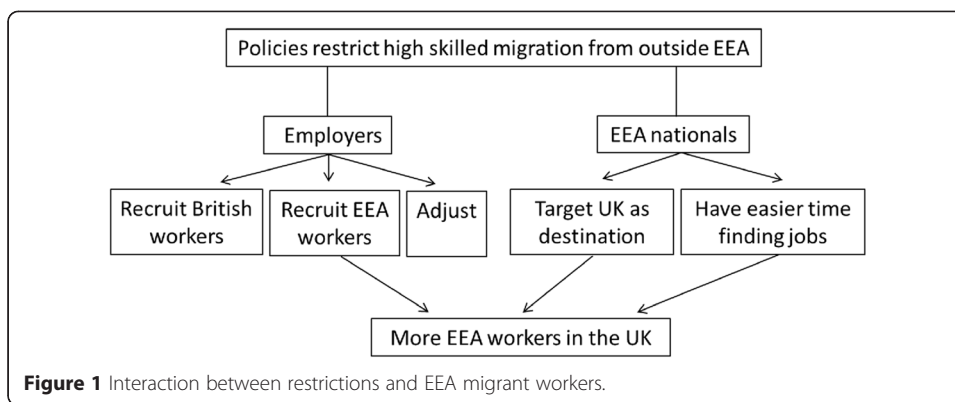 Policies restrict high skilled migration from outside EEA
Employers
EEA nationals
Recruit British
workers
Recruit EEA
workers
Adjust
Target UK as
destination
Have easier time
finding jobs
More EEA workers in the UK
Figure 1 Interaction between restrictions and EEA migrant workers.